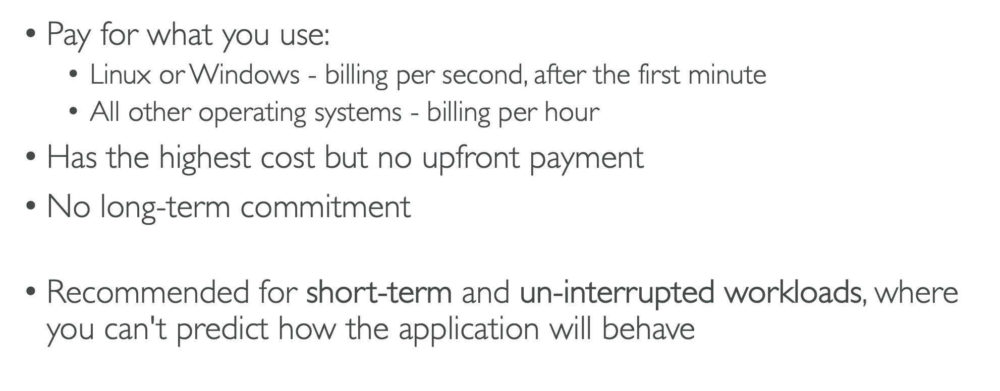 • Pay for what you use:
• Linux or Windows - billing per second, after the first minute
• All other operating systems - billing per hour
• Has the highest cost but no upfront payment
• No long-term commitment
• Recommended for short-term and un-interrupted workloads, where
you can't predict how the application will behave